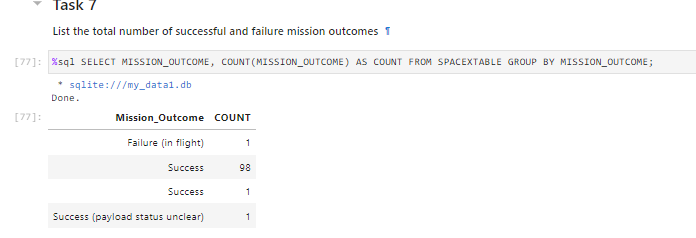 Task 7
List the total number of successful and failure mission outcomes ¶
[77]: %sql SELECT MISSION_OUTCOME, COUNT(MISSION_OUTCOME) AS COUNT FROM SPACEXTABLE GROUP BY MISSION_OUTCOME;
* sqlite:///my_data1.db
Done.
[77]: Mission_Outcome COUNT
Failure (in flight) 1
Success 98
Success 1
Success (payload status unclear) 1